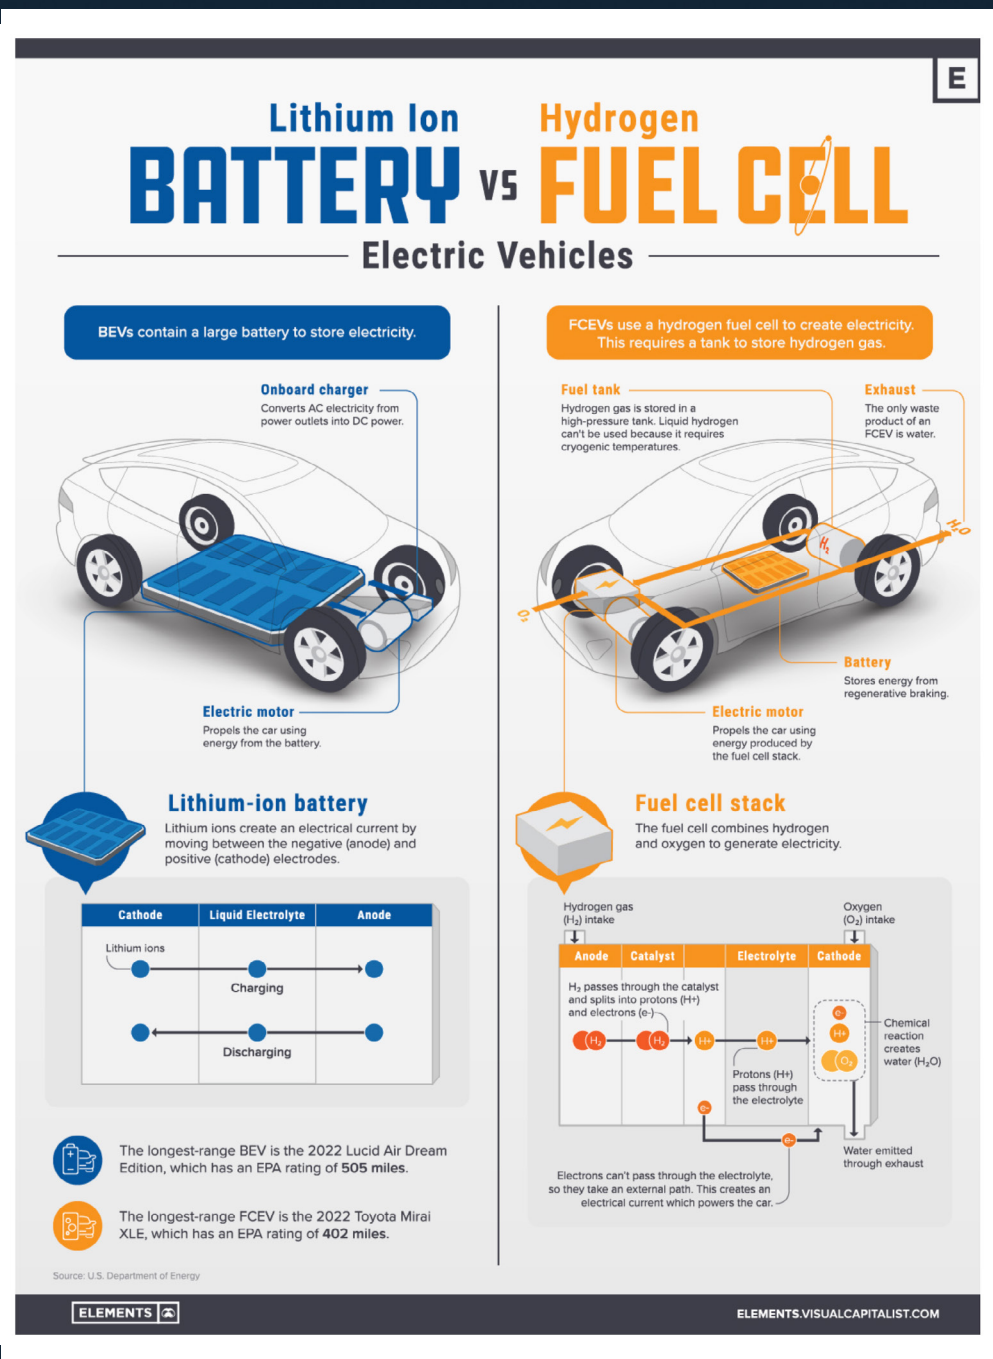 E
Lithium Ion
BATTERY
vs
Hydrogen
FUEL CELL
Electric Vehicles
BEVs contain a large battery to store electricity.
Onboard charger
Converts AC electricity from
power outlets into DC power.
Electric motor
Propels the car using
energy from the battery.
Lithium-ion battery
Lithium ions create an electrical current by
moving between the negative (anode) and
positive (cathode) electrodes.
Cathode
Liquid Electrolyte
Anode
Lithium ions
Charging
Discharging
The longest-range BEV is the 2022 Lucid Air Dream
Edition, which has an EPA rating of 505 miles.
The longest-range FCEV is the 2022 Toyota Mirai
XLE, which has an EPA rating of 402 miles.
Source: U.S. Department of Energy
FCEVs use a hydrogen fuel cell to create electricity.
This requires a tank to store hydrogen gas.
Fuel tank
Hydrogen gas is stored in a
high-pressure tank. Liquid hydrogen
can't be used because it requires
cryogenic temperatures.
Exhaust
The only waste
product of an
FCEV is water.
H₂O
H₂
O₂
Battery
Stores energy from
regenerative braking.
Electric motor
Propels the car using
energy produced by
the fuel cell stack.
Fuel cell stack
The fuel cell combines hydrogen
and oxygen to generate electricity.
Hydrogen gas
(H₂) intake
Oxygen
(O₂) intake
Anode
Catalyst
Electrolyte
Cathode
H₂ passes through the catalyst
and splits into protons (H+)
and electrons (e-)
H₂
H₂
H+
H+
e-
H+
O₂
Chemical
reaction
creates
water (H₂O)
Protons (H+)
pass through
the electrolyte
e-
e-
Water emitted
through exhaust
Electrons can't pass through the electrolyte,
so they take an external path. This creates an
electrical current which powers the car.
ELEMENTS
ELEMENTS.VISUALCAPITALIST.COM